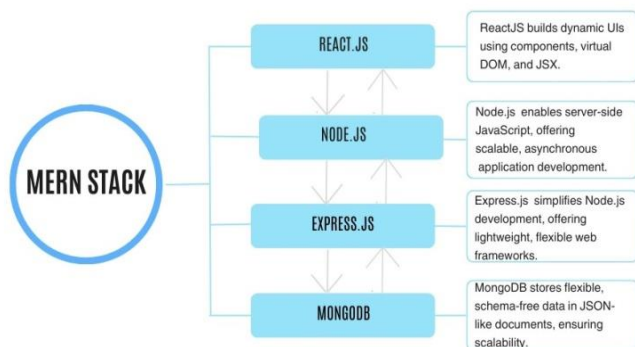 MERN STACK
REACT.JS
ReactJS builds dynamic UIs
using components, virtual
DOM, and JSX.
NODE.JS
Node.js enables server-side
JavaScript, offering
scalable, asynchronous
application development.
EXPRESS.JS
Express.js simplifies Node.js
development, offering
lightweight, flexible web
frameworks.
MONGODB
MongoDB stores flexible,
schema-free data in JSON-
like documents, ensuring
scalability.